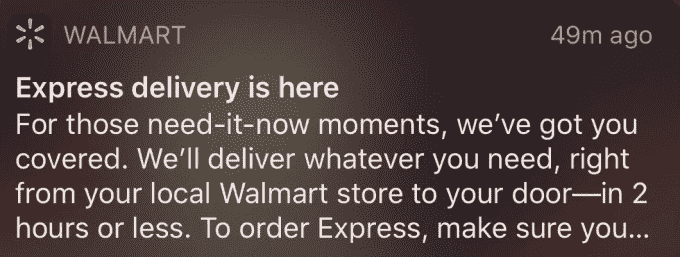 WALMART 49m ago
Express delivery is here
For those need-it-now moments, we've got you
covered. We'll deliver whatever you need, right
from your local Walmart store to your door—in 2
hours or less. To order Express, make sure you...